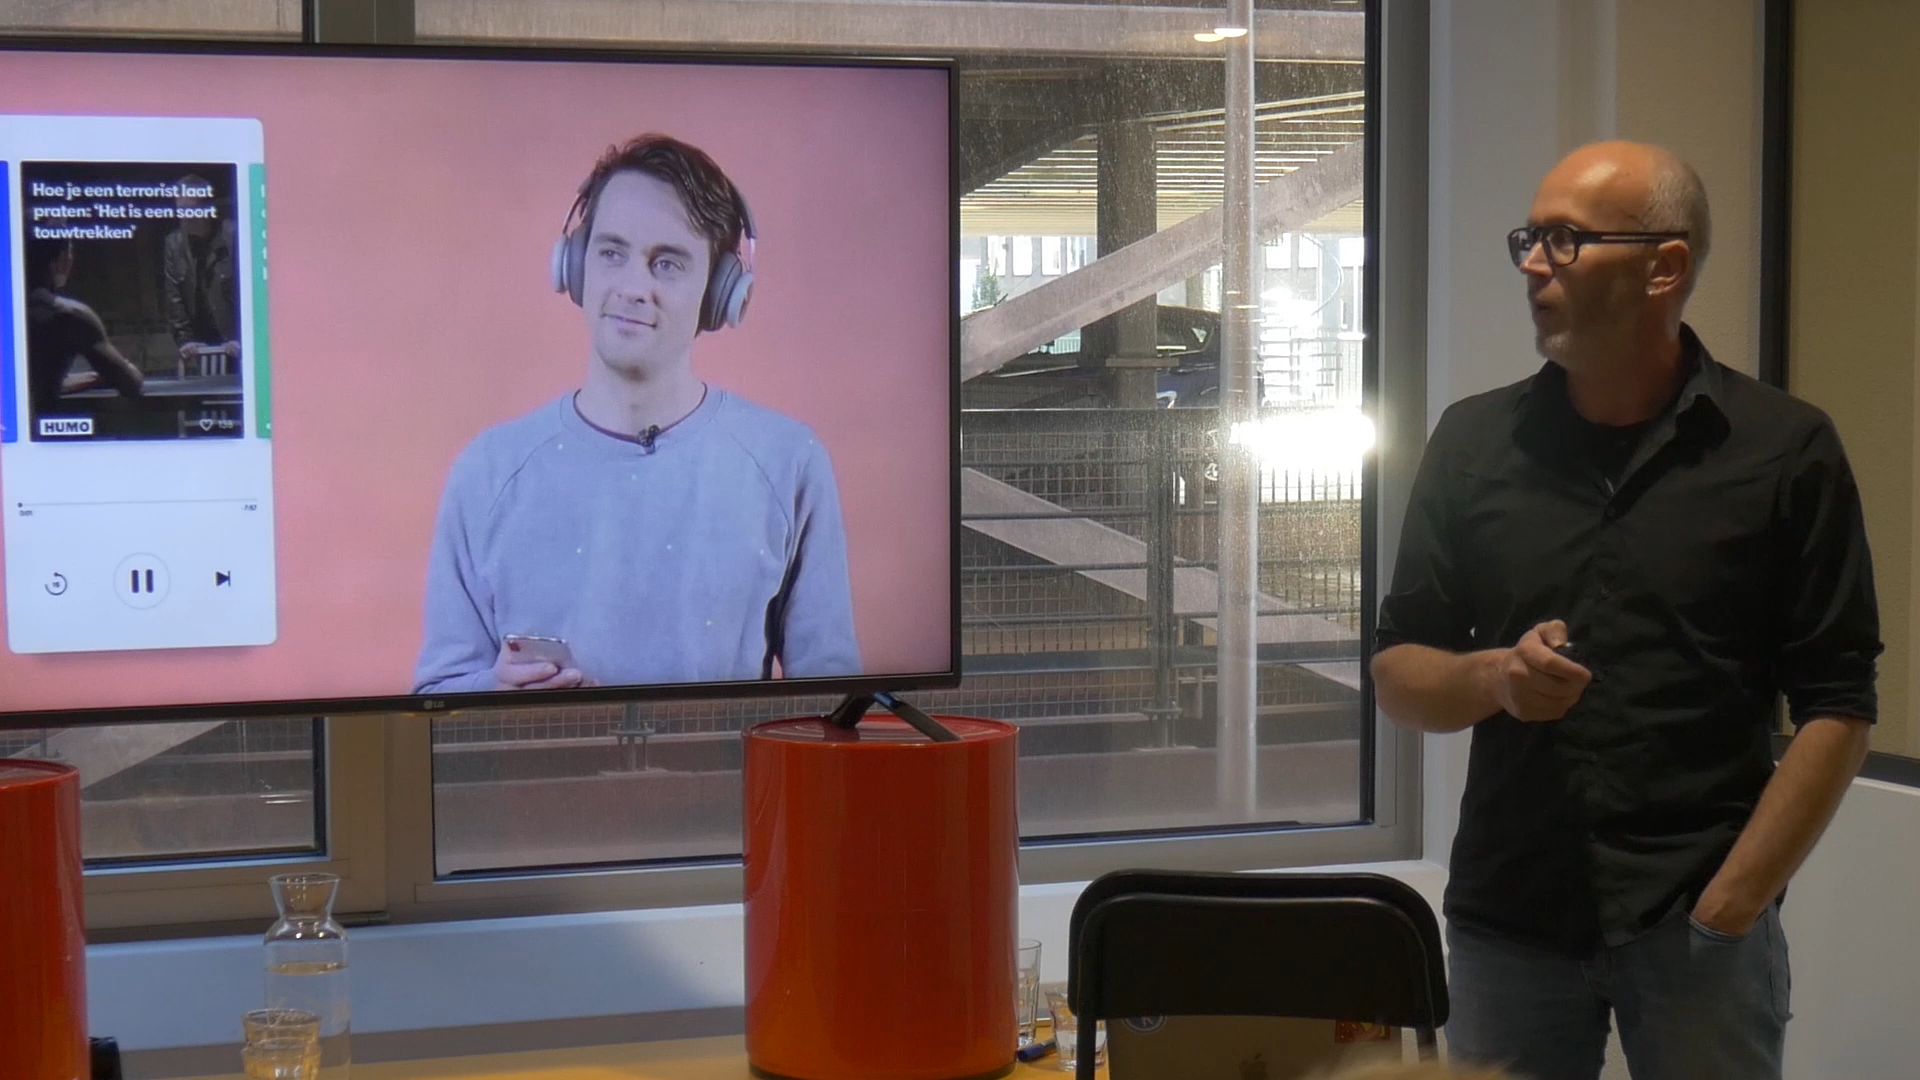 Hoe je een terrorist laat
praten: ‘Het is een soort
touwtrekken’
HUMO
LG